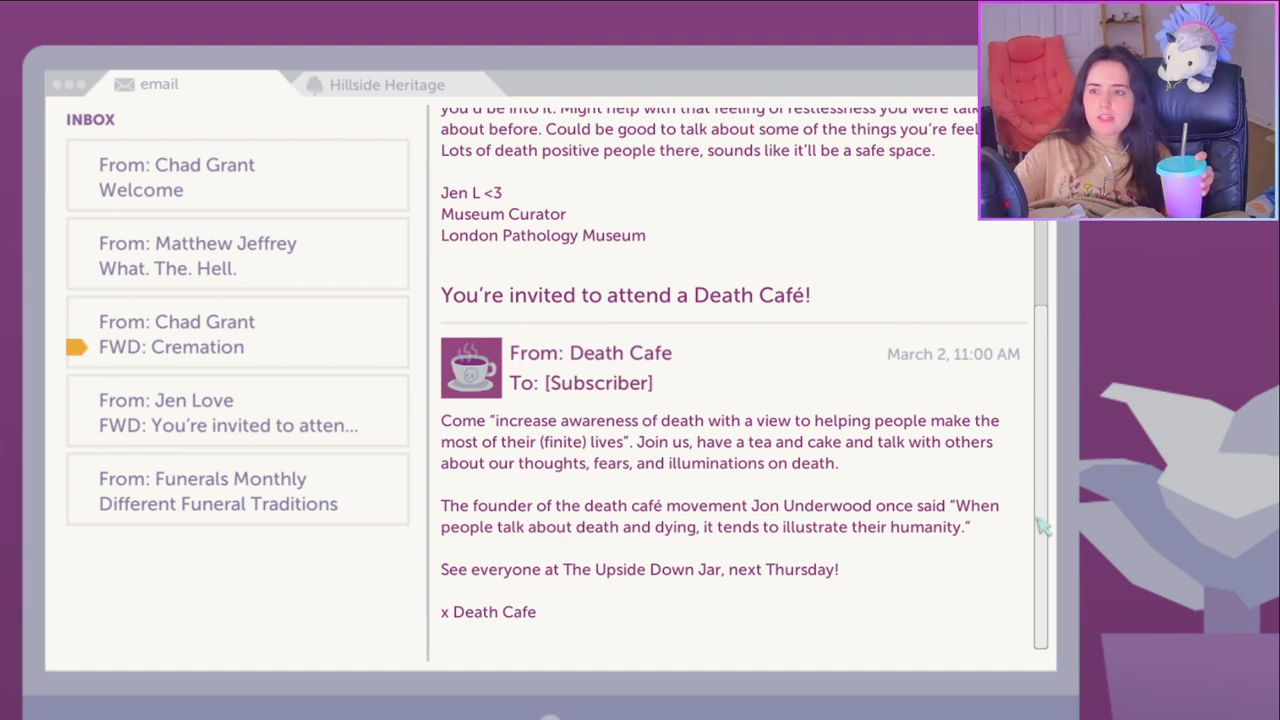 email
Hillside Heritage
INBOX
From: Chad Grant
Welcome
From: Matthew Jeffrey
What. The. Hell.
From: Chad Grant
FWD: Cremation
From: Jen Love
FWD: You're invited to atten...
From: Funerals Monthly
Different Funeral Traditions
you'd be into it. Might help with that feeling of restlessness you were
about before. Could be good to talk about some of the things you're
Lots of death positive people there, sounds like it'll be a safe space.
Jen L <3
Museum Curator
London Pathology Museum
You're invited to attend a Death Café!
From: Death Cafe
March 2, 11:00 AM
To: [Subscriber]
Come “increase awareness of death with a view to helping people make the
most of their (finite) lives”. Join us, have a tea and cake and talk with others
about our thoughts, fears, and illuminations on death.
The founder of the death café movement Jon Underwood once said “When
people talk about death and dying, it tends to illustrate their humanity.”
See everyone at The Upside Down Jar, next Thursday!
x Death Cafe